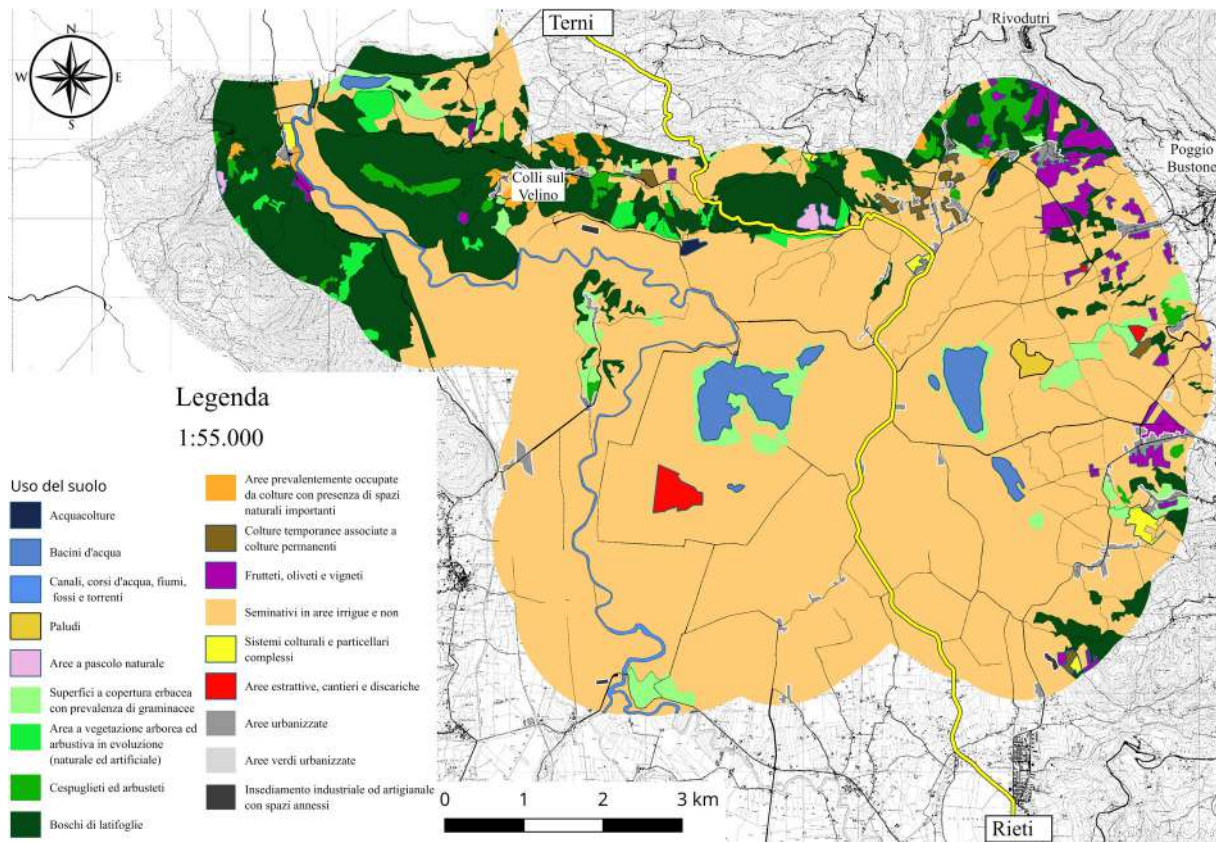 Terni
Rivodutri
N
W
E
S
Poggio
Bustone
Colli sul
Velino
Legenda
1:55.000
Uso del suolo
Acquacolture
Bacini d'acqua
Canali, corsi d'acqua, fiumi,
fossi e torrenti
Paludi
Aree a pascolo naturale
Superfici a copertura erbacea
con prevalenza di graminacee
Area a vegetazione arborea ed
arbustiva in evoluzione
(naturale ed artificiale)
Cespuglieti ed arbusteti
Boschi di latifoglie
Aree prevalentemente occupate
da colture con presenza di spazi
naturali importanti
Colture temporanee associate a
colture permanenti
Frutteti, oliveti e vigneti
Seminativi in aree irrigue e non
Sistemi colturali e particellari
complessi
Aree estrattive, cantieri e discariche
Aree urbanizzate
Aree verdi urbanizzate
Insediamento industriale od artigianale
con spazi annessi
0 1 2 3 km
Rieti